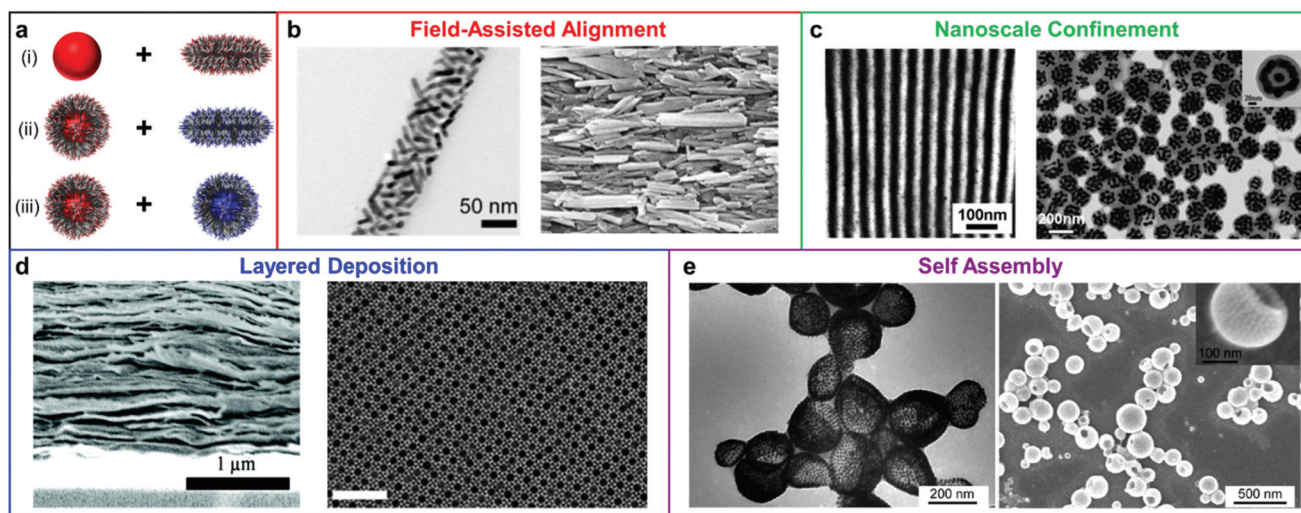 a
(i) + 
(ii) + 
(iii) + 
b Field-Assisted Alignment
50 nm
c Nanoscale Confinement
100nm
20nm
200nm
d Layered Deposition
1 μm
e Self Assembly
200 nm
100 nm
500 nm